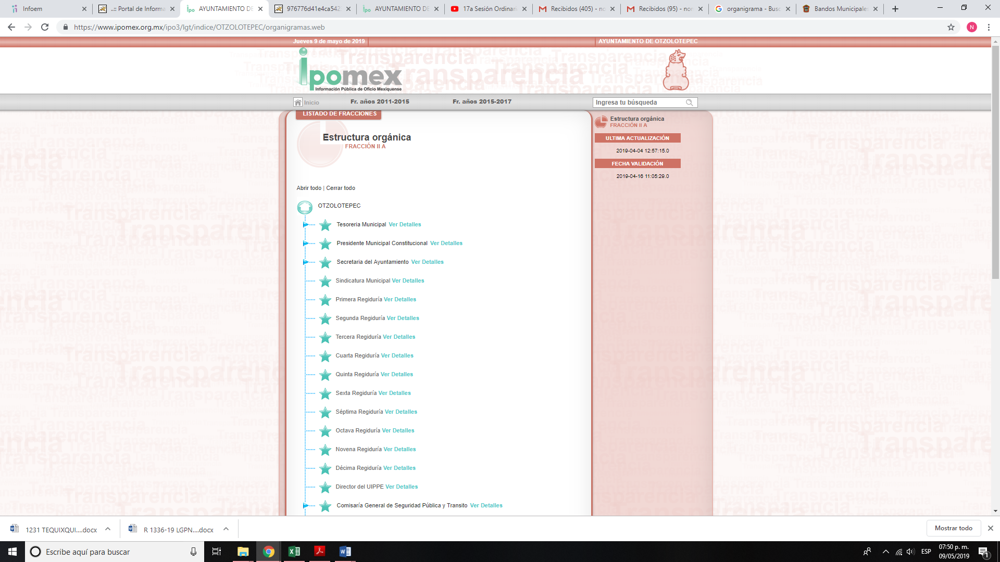 Infoem
..:: Portal de Informa
AYUNTAMIENTO DE
976776d41e4ca542
AYUNTAMIENTO DE
17a Sesión Ordinari
Recibidos (405) - no
Recibidos (95) - nor
organigrama - Busc
Bandos Municipales
https://www.ipomex.org.mx/ipo3/lgt/indice/OTZOLOTEPEC/organigramas.web
N
Jueves 9 de mayo de 2019
AYUNTAMIENTO DE OTZOLOTEPEC
Transparencia
ipomex
Información Pública de Oficio Mexiquense
Inicio
Fr. años 2011-2015
Fr. años 2015-2017
Ingresa tu búsqueda
LISTADO DE FRACCIONES
Estructura orgánica
FRACCIÓN II A
Estructura orgánica
FRACCIÓN II A
ULTIMA ACTUALIZACIÓN
2019-04-04 12:57:15.0
FECHA VALIDACIÓN
2019-04-16 11:05:29.0
Abrir todo | Cerrar todo
OTZOLOTEPEC
Tesoreria Municipal Ver Detalles
Presidente Municipal Constitucional Ver Detalles
Secretaria del Ayuntamiento Ver Detalles
Sindicatura Municipal Ver Detalles
Primera Regiduría Ver Detalles
Segunda Regiduría Ver Detalles
Tercera Regiduría Ver Detalles
Cuarta Regiduría Ver Detalles
Quinta Regiduría Ver Detalles
Sexta Regiduría Ver Detalles
Séptima Regiduría Ver Detalles
Octava Regiduría Ver Detalles
Novena Regiduría Ver Detalles
Décima Regiduría Ver Detalles
Director del UIPPE Ver Detalles
Comisaría General de Seguridad Pública y Transito Ver Detalles
1231 TEQUIXQUI....docx
R 1336-19 LGPN....docx
Mostrar todo
Escribe aquí para buscar
ESP
07:50 p. m.
09/05/2019
1